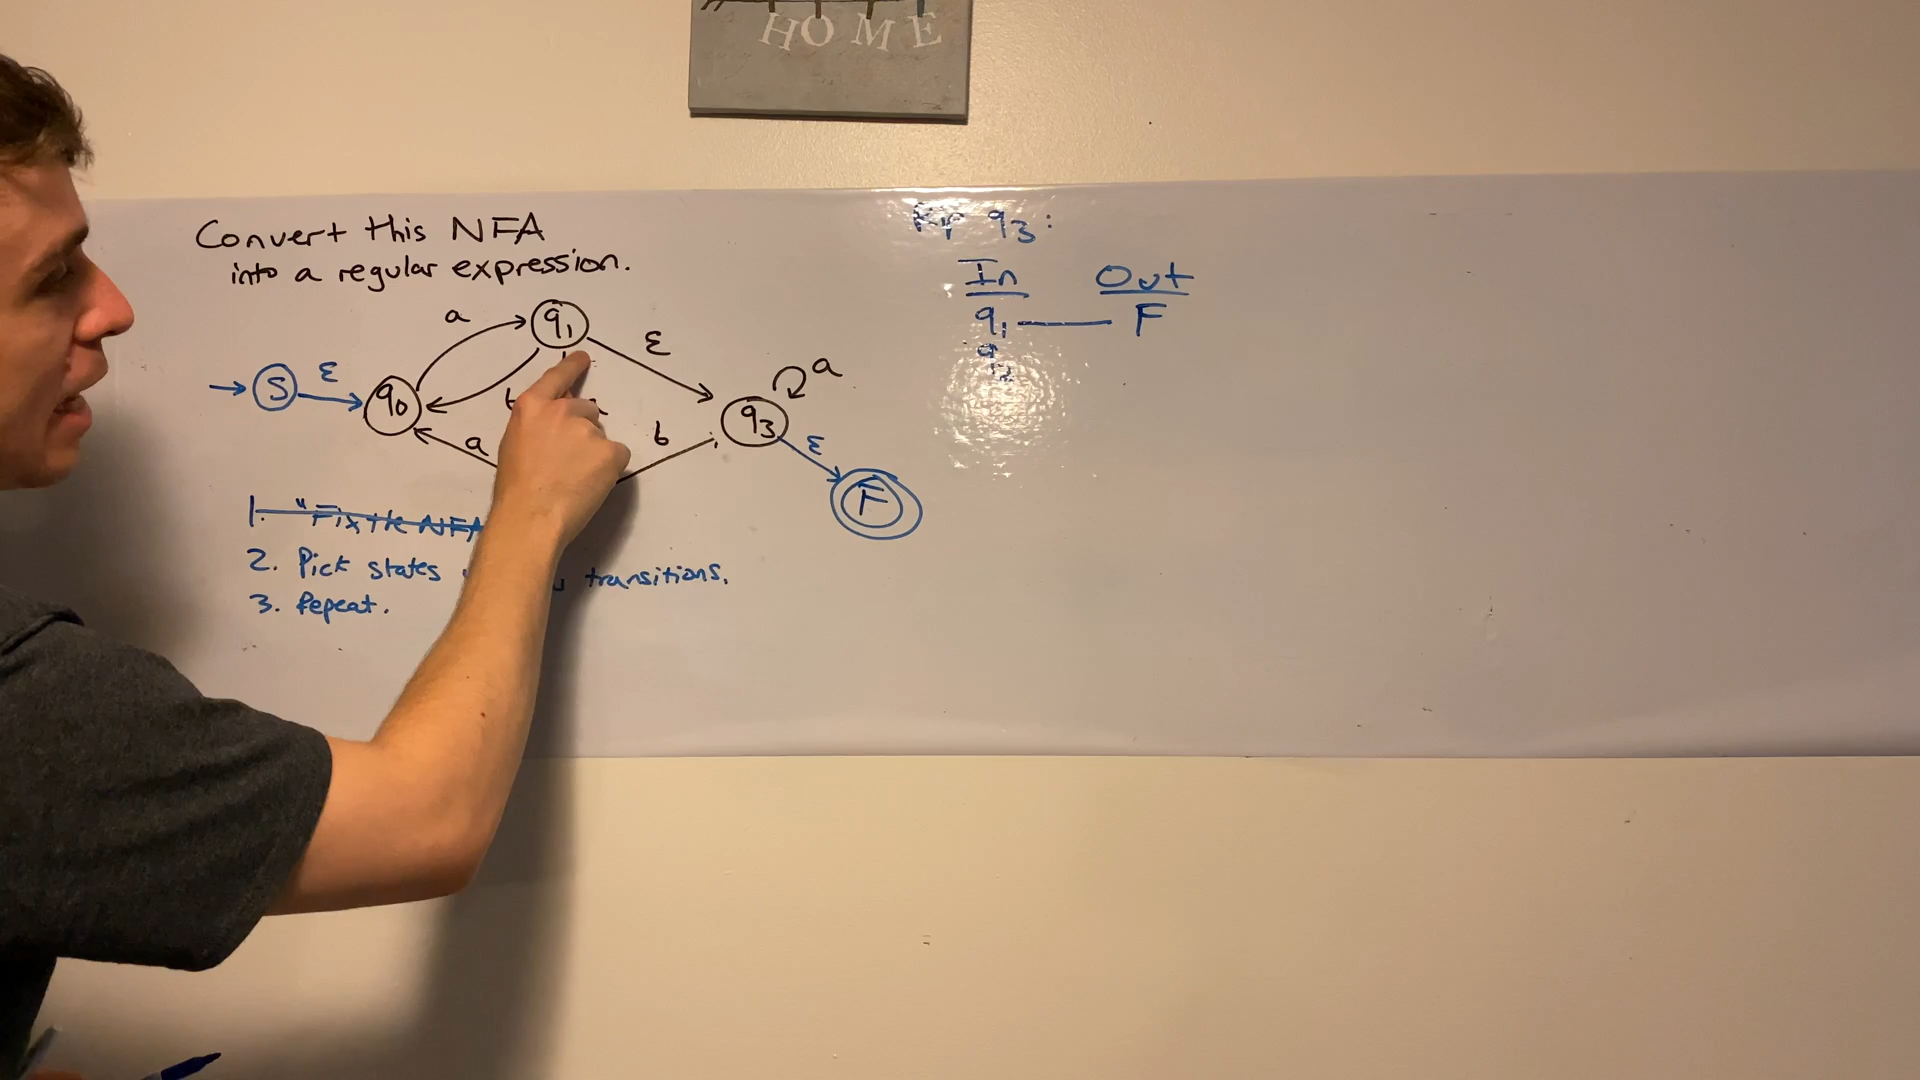 HOME
Convert this NFA
into a regular expression.
a
q1
ε
S
ε
q0
a
q3
a
b
ε
F
1. "Fix the NFA
2. Pick states transitions.
3. Repeat.
q3:
In Out
q1 F
q2